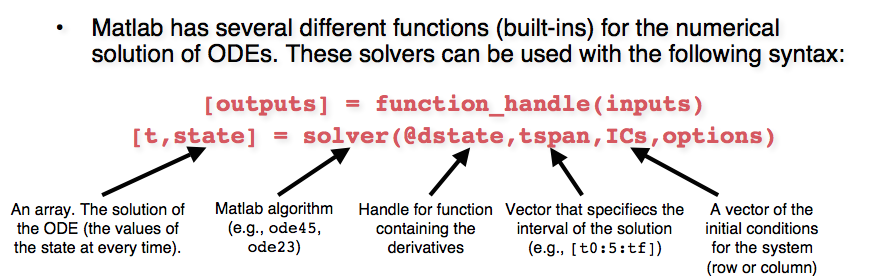 • Matlab has several different functions (built-ins) for the numerical
solution of ODEs. These solvers can be used with the following syntax:
[outputs] = function_handle(inputs)
[t,state] = solver(@dstate,tspan,ICs,options)
An array. The solution of
the ODE (the values of
the state at every time).
Matlab algorithm
(e.g., ode45,
ode23)
Handle for function
containing the
derivatives
Vector that specifiecs the
interval of the solution
(e.g., [t0:5:tf])
A vector of the
initial conditions
for the system
(row or column)